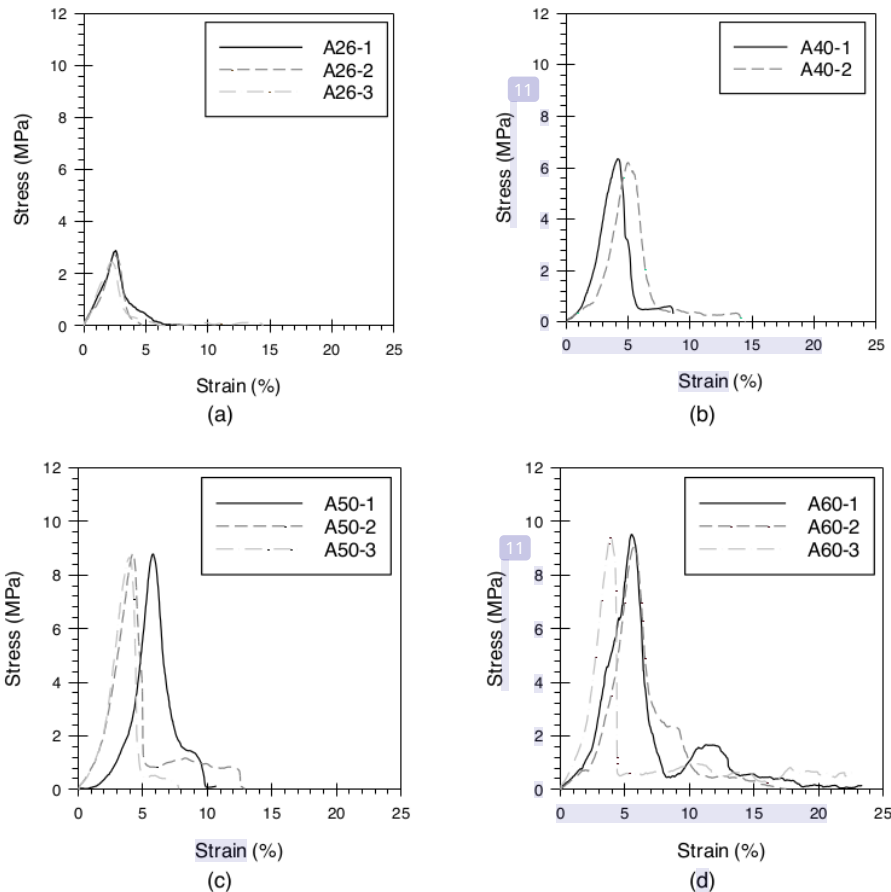 12
10
8
6
4
2
0
Stress (MPa)
A26-1
A26-2
A26-3
0 5 10 15 20 25
Strain (%)
(a)
12
10
8
6
4
2
0
Stress (MPa)
11
A40-1
A40-2
0 5 10 15 20 25
Strain (%)
(b)
12
10
8
6
4
2
0
Stress (MPa)
A50-1
A50-2
A50-3
0 5 10 15 20 25
Strain (%)
(c)
12
10
8
6
4
2
0
Stress (MPa)
11
A60-1
A60-2
A60-3
0 5 10 15 20 25
Strain (%)
(d)